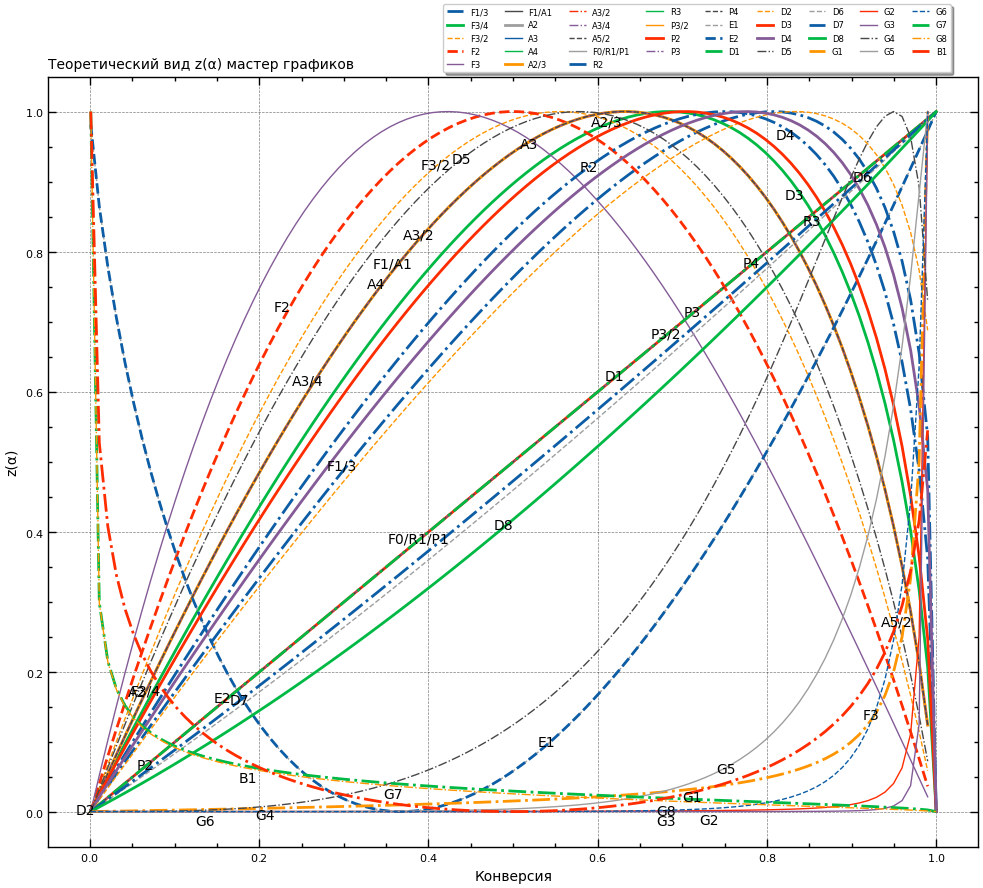 F1/3 F1/A1 A3/2 R3 P4 D6 G2 G6
F3/4 A2 A3/4 P3/2 E1 D7 G3 G7
F3/2 A3 A5/2 P2 D2 D8 G4 G8
F2 A4 F0/R1/P1 P3 E2 D3 G1 G5 B1
F3 A2/3 R2 D1 D4 D5
Теоретический вид z(α) мастер графиков
z(α)
1.0
0.8
0.6
0.4
0.2
0.0
A2/3
D4
A3
F3/2 D5
R2
D6
D3
R3
A3/2
F1/A1
P4
A4
F2
P3
P3/2
A3/4
D1
F1/3
D8
F0/R1/P1
A5/2
E2 D7
F3
E1
P2
G5
B1
G7
G1
D2
G4
G8
G6
G3 G2
0.0 0.2 0.4 0.6 0.8 1.0
Конверсия